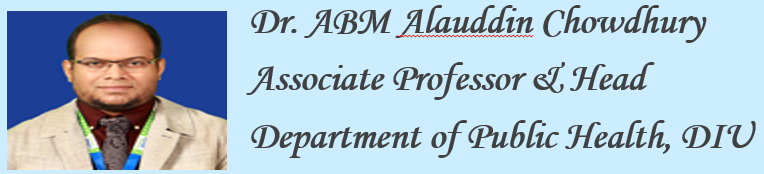 Dr. ABM Alauddin Chowdhury
Associate Professor & Head
Department of Public Health, DIU